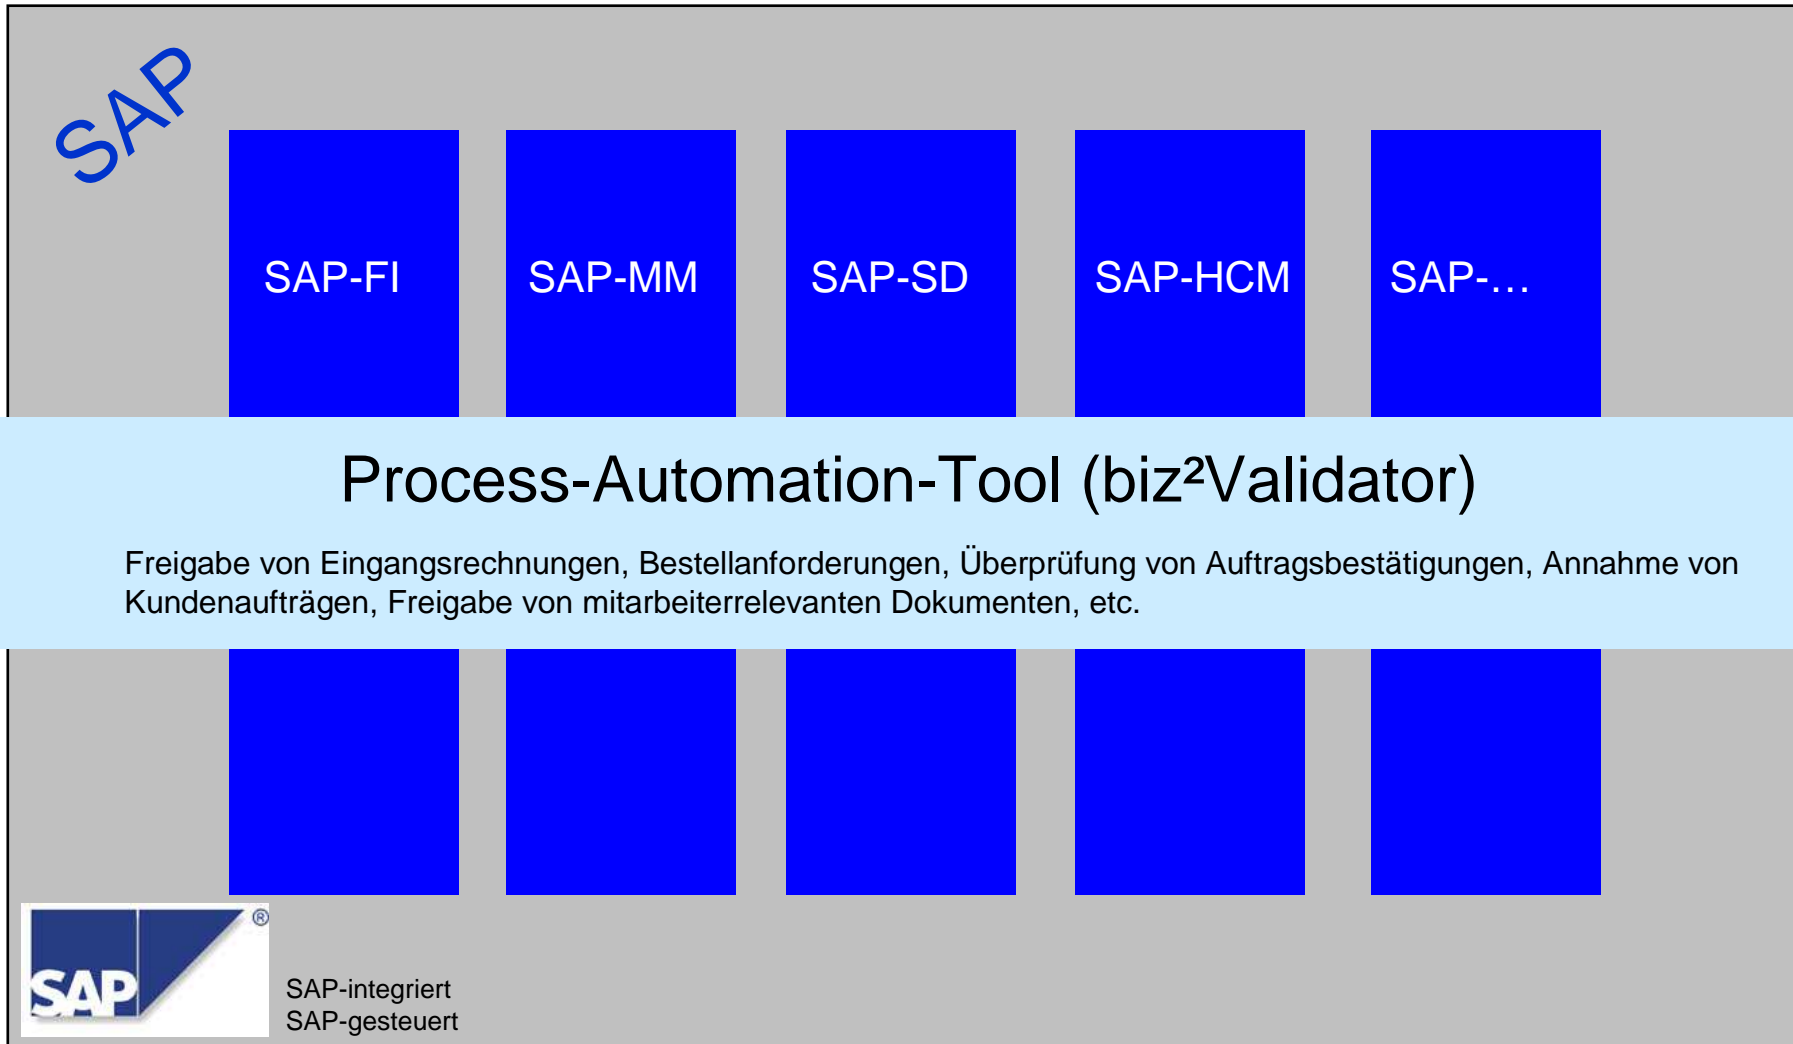 SAP
SAP-FI
SAP-MM
SAP-SD
SAP-HCM
SAP-…
Process-Automation-Tool (biz²Validator)
Freigabe von Eingangsrechnungen, Bestellanforderungen, Überprüfung von Auftragsbestätigungen, Annahme von
Kundenaufträgen, Freigabe von mitarbeiterrelevanten Dokumenten, etc.
SAP ®
SAP-integriert
SAP-gesteuert